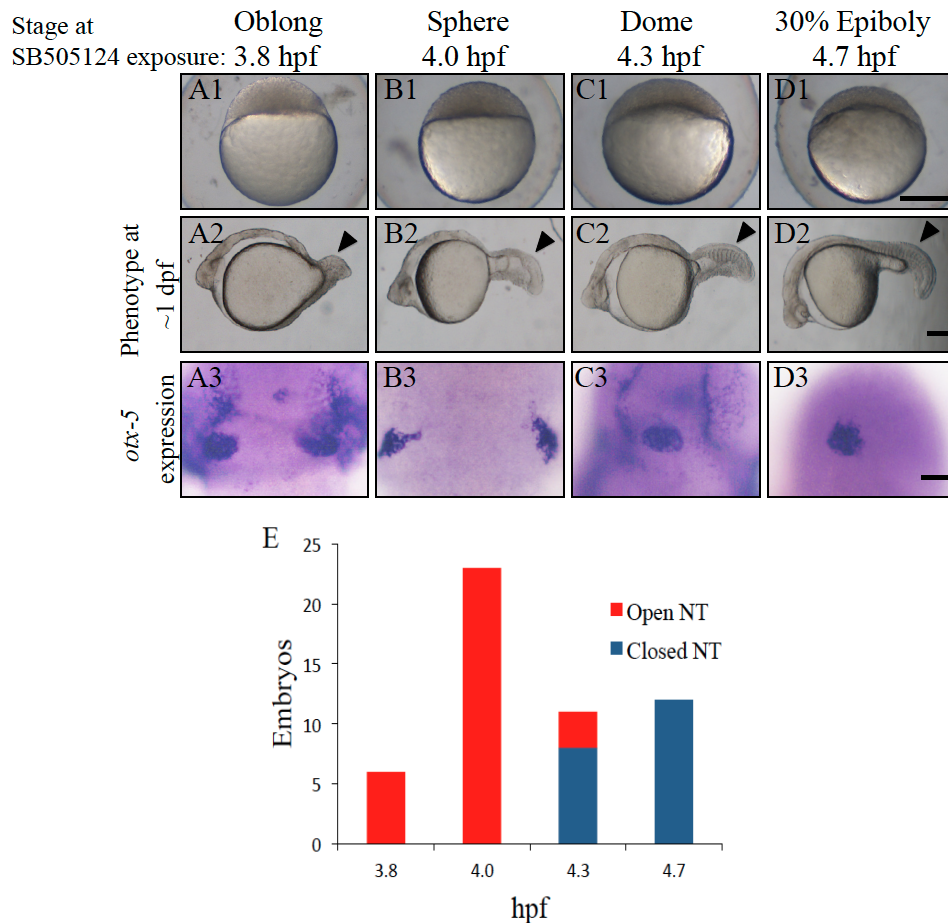 Stage at
SB505124 exposure:
Oblong
3.8 hpf
Sphere
4.0 hpf
Dome
4.3 hpf
30% Epiboly
4.7 hpf
A1
B1
C1
D1
Phenotype at
~1 dpf
A2
B2
C2
D2
otx-5
expression
A3
B3
C3
D3
E
25
20
15
10
5
0
Embryos
Open NT
Closed NT
3.8
4.0
4.3
4.7
hpf